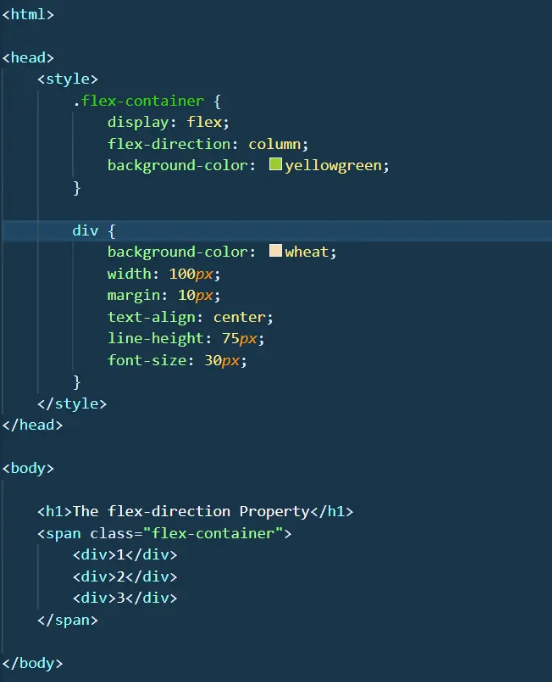 <html>
<head>
    <style>
        .flex-container {
            display: flex;
            flex-direction: column;
            background-color: yellowgreen;
        }
        div {
            background-color: wheat;
            width: 100px;
            margin: 10px;
            text-align: center;
            line-height: 75px;
            font-size: 30px;
        }
    </style>
</head>
<body>
    <h1>The flex-direction Property</h1>
    <span class="flex-container">
        <div>1</div>
        <div>2</div>
        <div>3</div>
    </span>
</body>